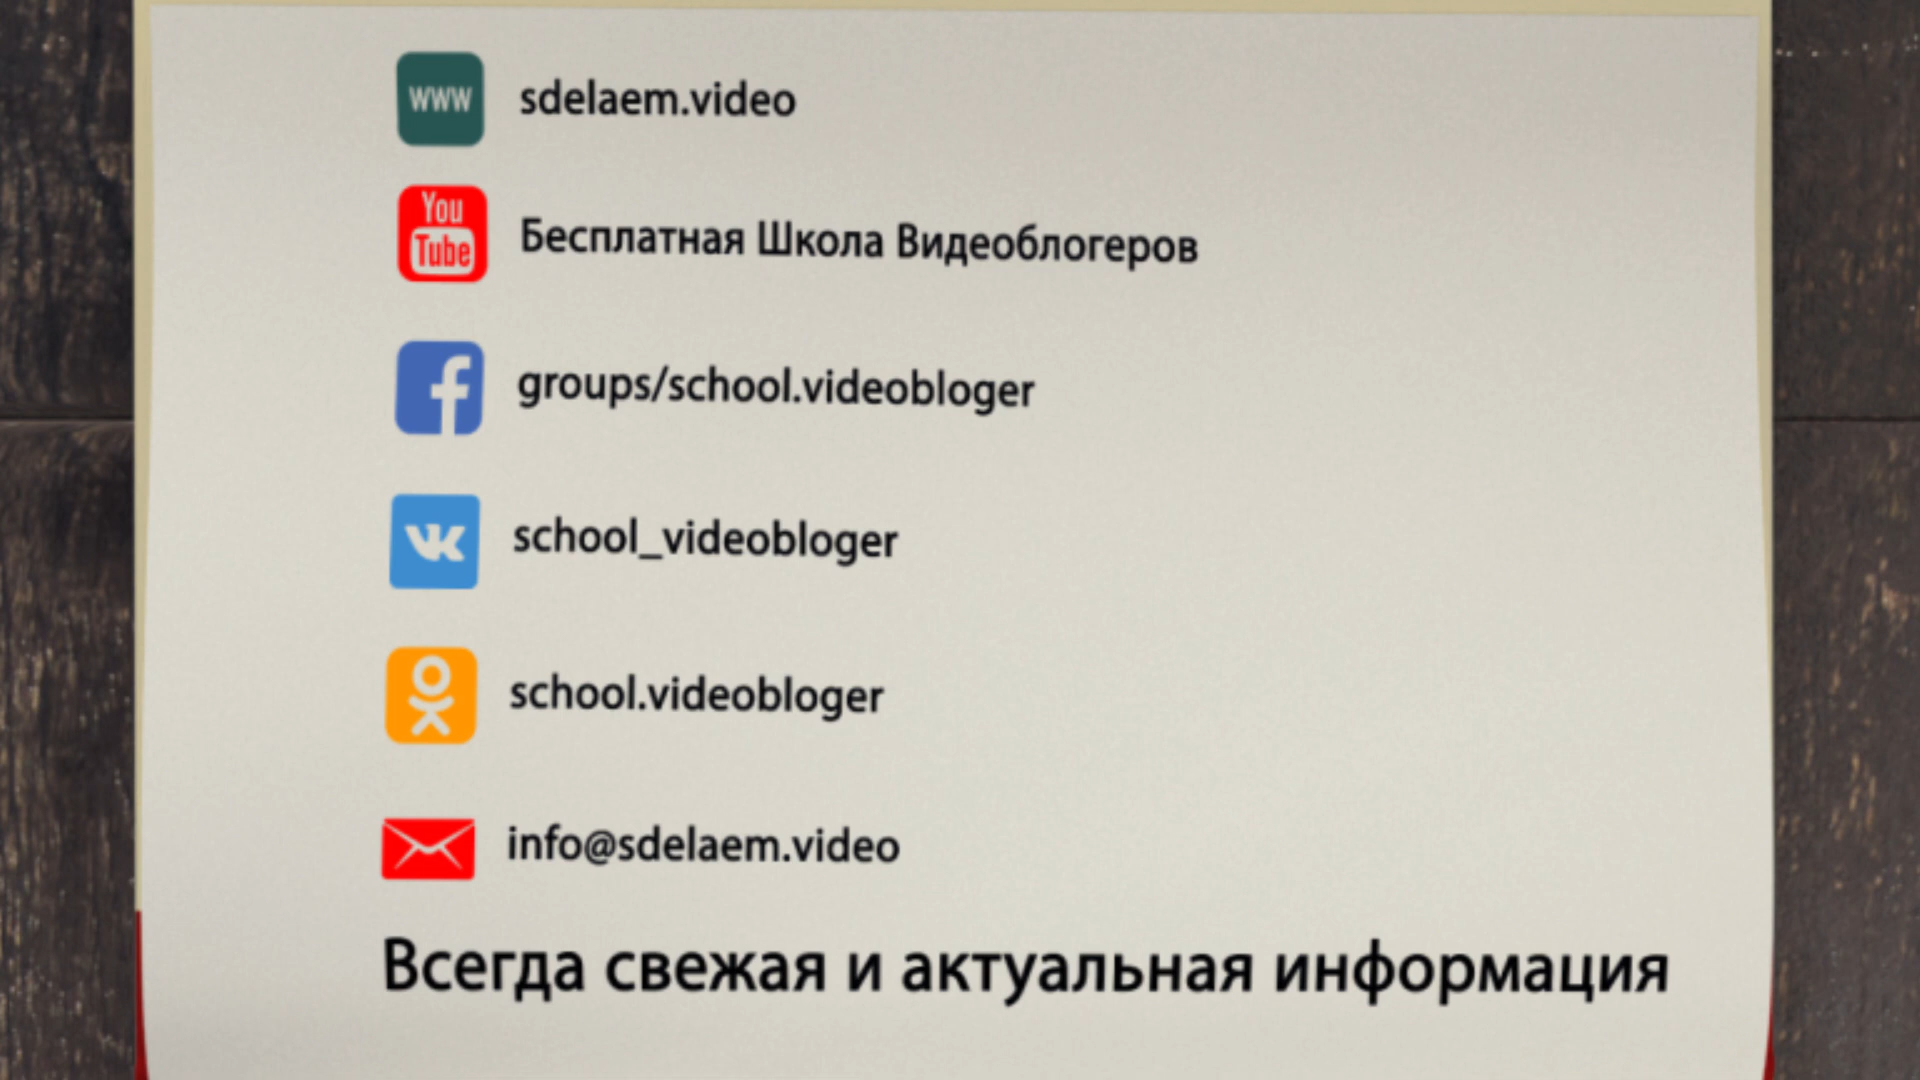 www sdelaem.video
You Tube Бесплатная Школа Видеоблогеров
f groups/school.videobloger
VK school_videobloger
school.videobloger
info@sdelaem.video
Всегда свежая и актуальная информация